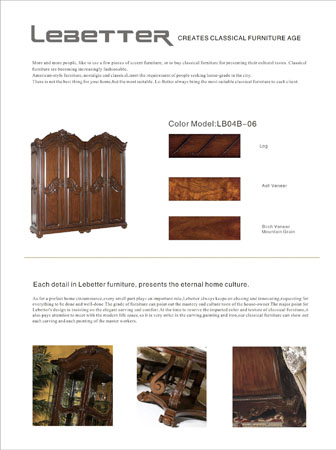 LEBETTER CREATES CLASSICAL FURNITURE AGE
More and more people, like to use a few pieces of recent furniture, or to buy classical furniture for presenting their cultural tastes. Classical
furniture are becoming increasingly fashionable.
American-style furniture, nostalgic and classical, meet the requirement of people seeking loose-grade in the city.
There is not the best thing for your home, but the most suitable. Le-Better always bring the most suitable classical furniture to each client.
Color Model:LB04B-06
Log
Ash Veneer
Birch Veneer,
Mountain Grain
Each detail in Lebetter furniture, presents the eternal home culture.
As for a perfect home circumstance, every small part plays an important role, Lebetter always keeps on chasing and innovating, requesting for
everything to be done and well-done. The grade of furniture can point out the mastery and culture taste of the house-owner. The major point for
Lebetter's design is insisting on the elegant carving and comfort. At the time to reserve the imported color and texture of classical furniture, it
also pays attention to meet with the modern life sauce, so it is very strict in the carving, painting and iron, our classical furniture can show out
each carving and each painting of the master workers.